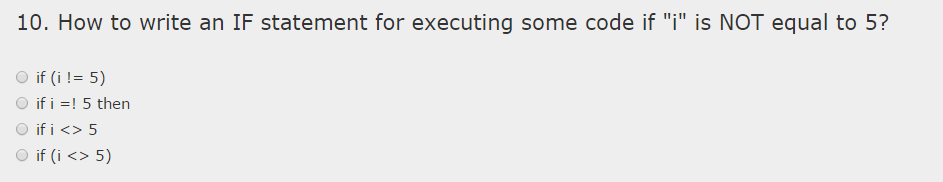 10. How to write an IF statement for executing some code if "i" is NOT equal to 5?
if (i != 5)
if i =! 5 then
if i <> 5
if (i <> 5)